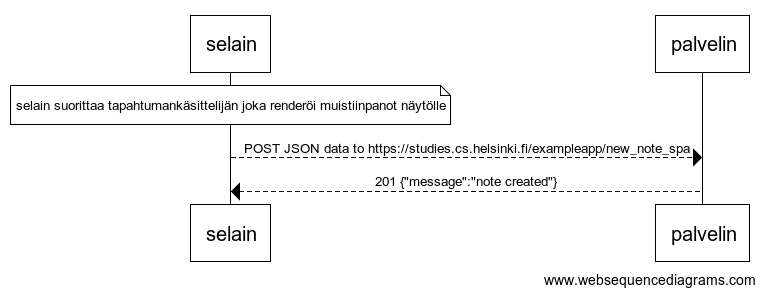 selain palvelin
selain suorittaa tapahtumankäsittelijän joka renderöi muistiinpanot näytölle
POST JSON data to https://studies.cs.helsinki.fi/exampleapp/new_note_spa
201 {"message":"note created"}
selain palvelin
www.websequencediagrams.com